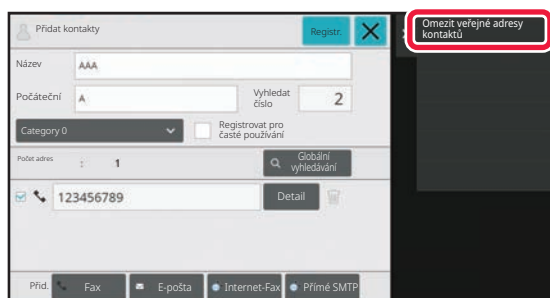 Přidat kontakty
Registr.
Omezit veřejné adresy
kontaktů
Název
AAA
Počáteční
A
Vyhledat
číslo
2
Category 0
Registrovat pro
časté používání
Počet adres : 1
Globální
vyhledávání
123456789
Detail
Přid.
Fax
E-pošta
Internet-Fax
Přímé SMTP